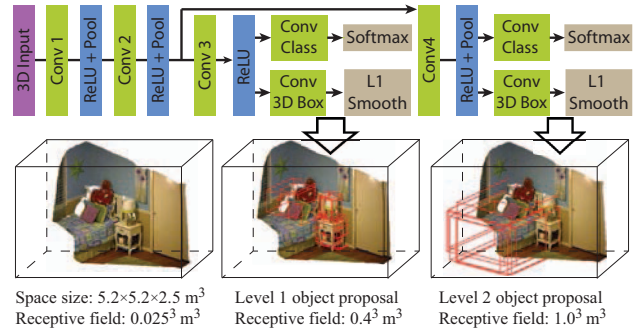 3D Input
Conv 1
ReLU + Pool
Conv 2
ReLU + Pool
Conv 3
ReLU
Conv
Class
Softmax
Conv
3D Box
L1
Smooth
Conv4
ReLU + Pool
Conv
Class
Softmax
Conv
3D Box
L1
Smooth
Space size: 5.2×5.2×2.5 m³
Receptive field: 0.025³ m³
Level 1 object proposal
Receptive field: 0.4³ m³
Level 2 object proposal
Receptive field: 1.0³ m³